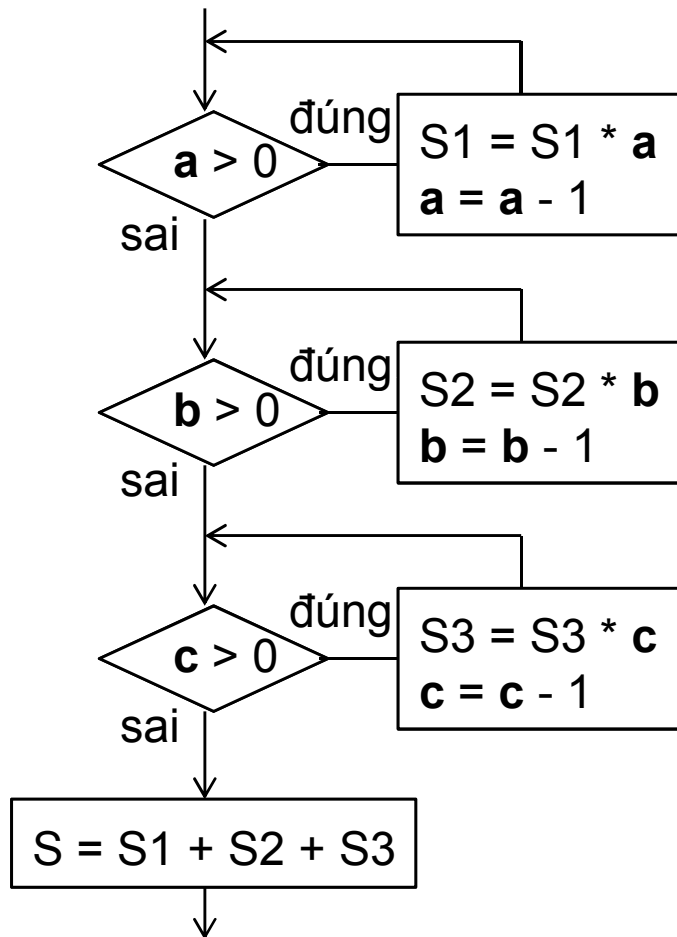 đúng
a > 0
S1 = S1 * a
a = a - 1
sai
đúng
b > 0
S2 = S2 * b
b = b - 1
sai
đúng
c > 0
S3 = S3 * c
c = c - 1
sai
S = S1 + S2 + S3